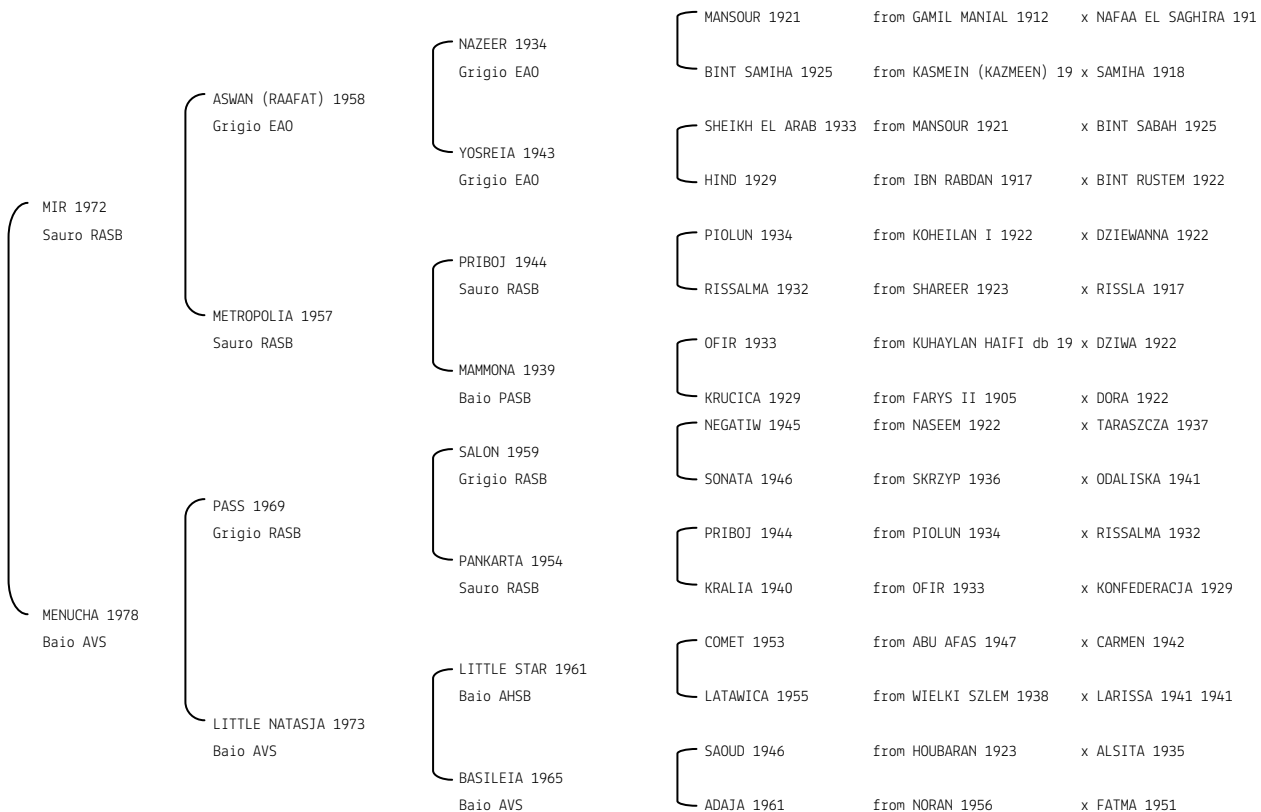 MANSOUR 1921 from GAMIL MANIAL 1912 x NAFAA EL SAGHIRA 191
NAZEER 1934
Grigio EAO
BINT SAMIHA 1925 from KASMEIN (KAZMEEN) 19 x SAMIHA 1918
ASWAN (RAAFAT) 1958
Grigio EAO
SHEIKH EL ARAB 1933 from MANSOUR 1921 x BINT SABAH 1925
YOSREIA 1943
Grigio EAO
HIND 1929 from IBN RABDAN 1917 x BINT RUSTEM 1922
MIR 1972
Sauro RASB
PIOLUN 1934 from KOHEILAN I 1922 x DZIEWANNA 1922
PRIBOJ 1944
Sauro RASB
RISSALMA 1932 from SHAREER 1923 x RISSLA 1917
METROPOLIA 1957
Sauro RASB
OFIR 1933 from KUHAYLAN HAIFI db 19 x DZIWA 1922
MAMMONA 1939
Baio PASB
KRUCICA 1929 from FARYS II 1905 x DORA 1922
NEGATIW 1945 from NASEEM 1922 x TARASZCZA 1937
SALON 1959
Grigio RASB
SONATA 1946 from SKRZYP 1936 x ODALISKA 1941
PASS 1969
Grigio RASB
PRIBOJ 1944 from PIOLUN 1934 x RISSALMA 1932
PANKARTA 1954
Sauro RASB
KRALIA 1940 from OFIR 1933 x KONFEDERACJA 1929
MENUCHA 1978
Baio AVS
COMET 1953 from ABU AFAS 1947 x CARMEN 1942
LITTLE STAR 1961
Baio AHSB
LATAWICA 1955 from WIELKI SZLEM 1938 x LARISSA 1941 1941
LITTLE NATASJA 1973
Baio AVS
SAOUD 1946 from HOUBARAN 1923 x ALSITA 1935
BASILEIA 1965
Baio AVS
ADAJA 1961 from NORAN 1956 x FATMA 1951